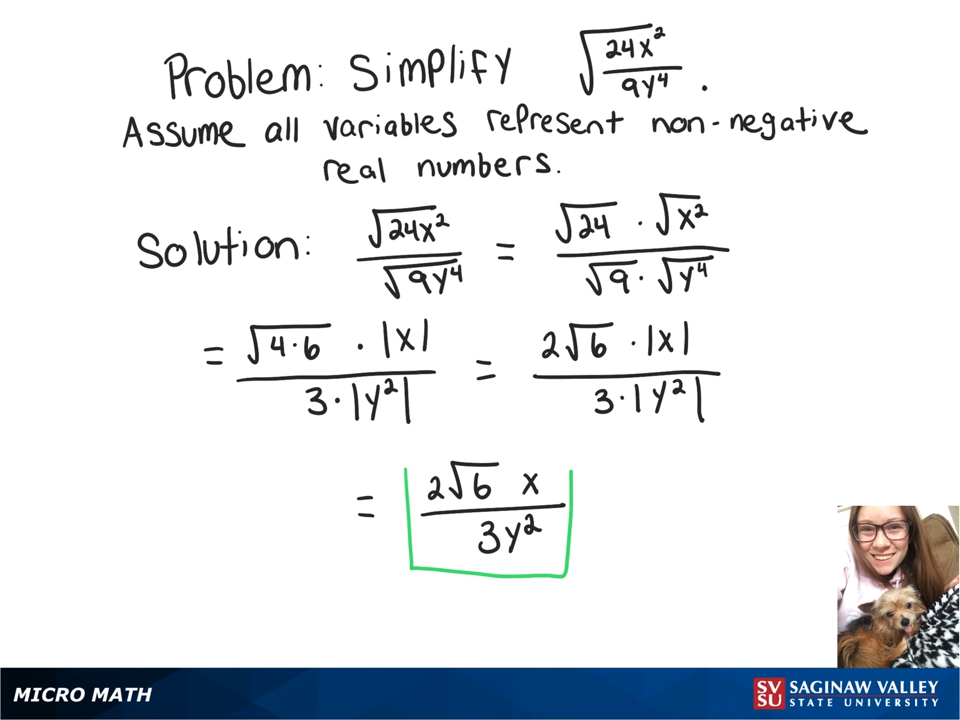 Problem: Simplify √(24x²/9y⁴).
Assume all variables represent non-negative
real numbers.
Solution: √24x²/√9y⁴ = √24 · √x²/√9 · √y⁴
= √4·6 · |x|/3·|y²| = 2√6 · |x|/3·|y²|
= 2√6 x/3y²
MICRO MATH
SV SU SAGINAW VALLEY
STATE UNIVERSITY